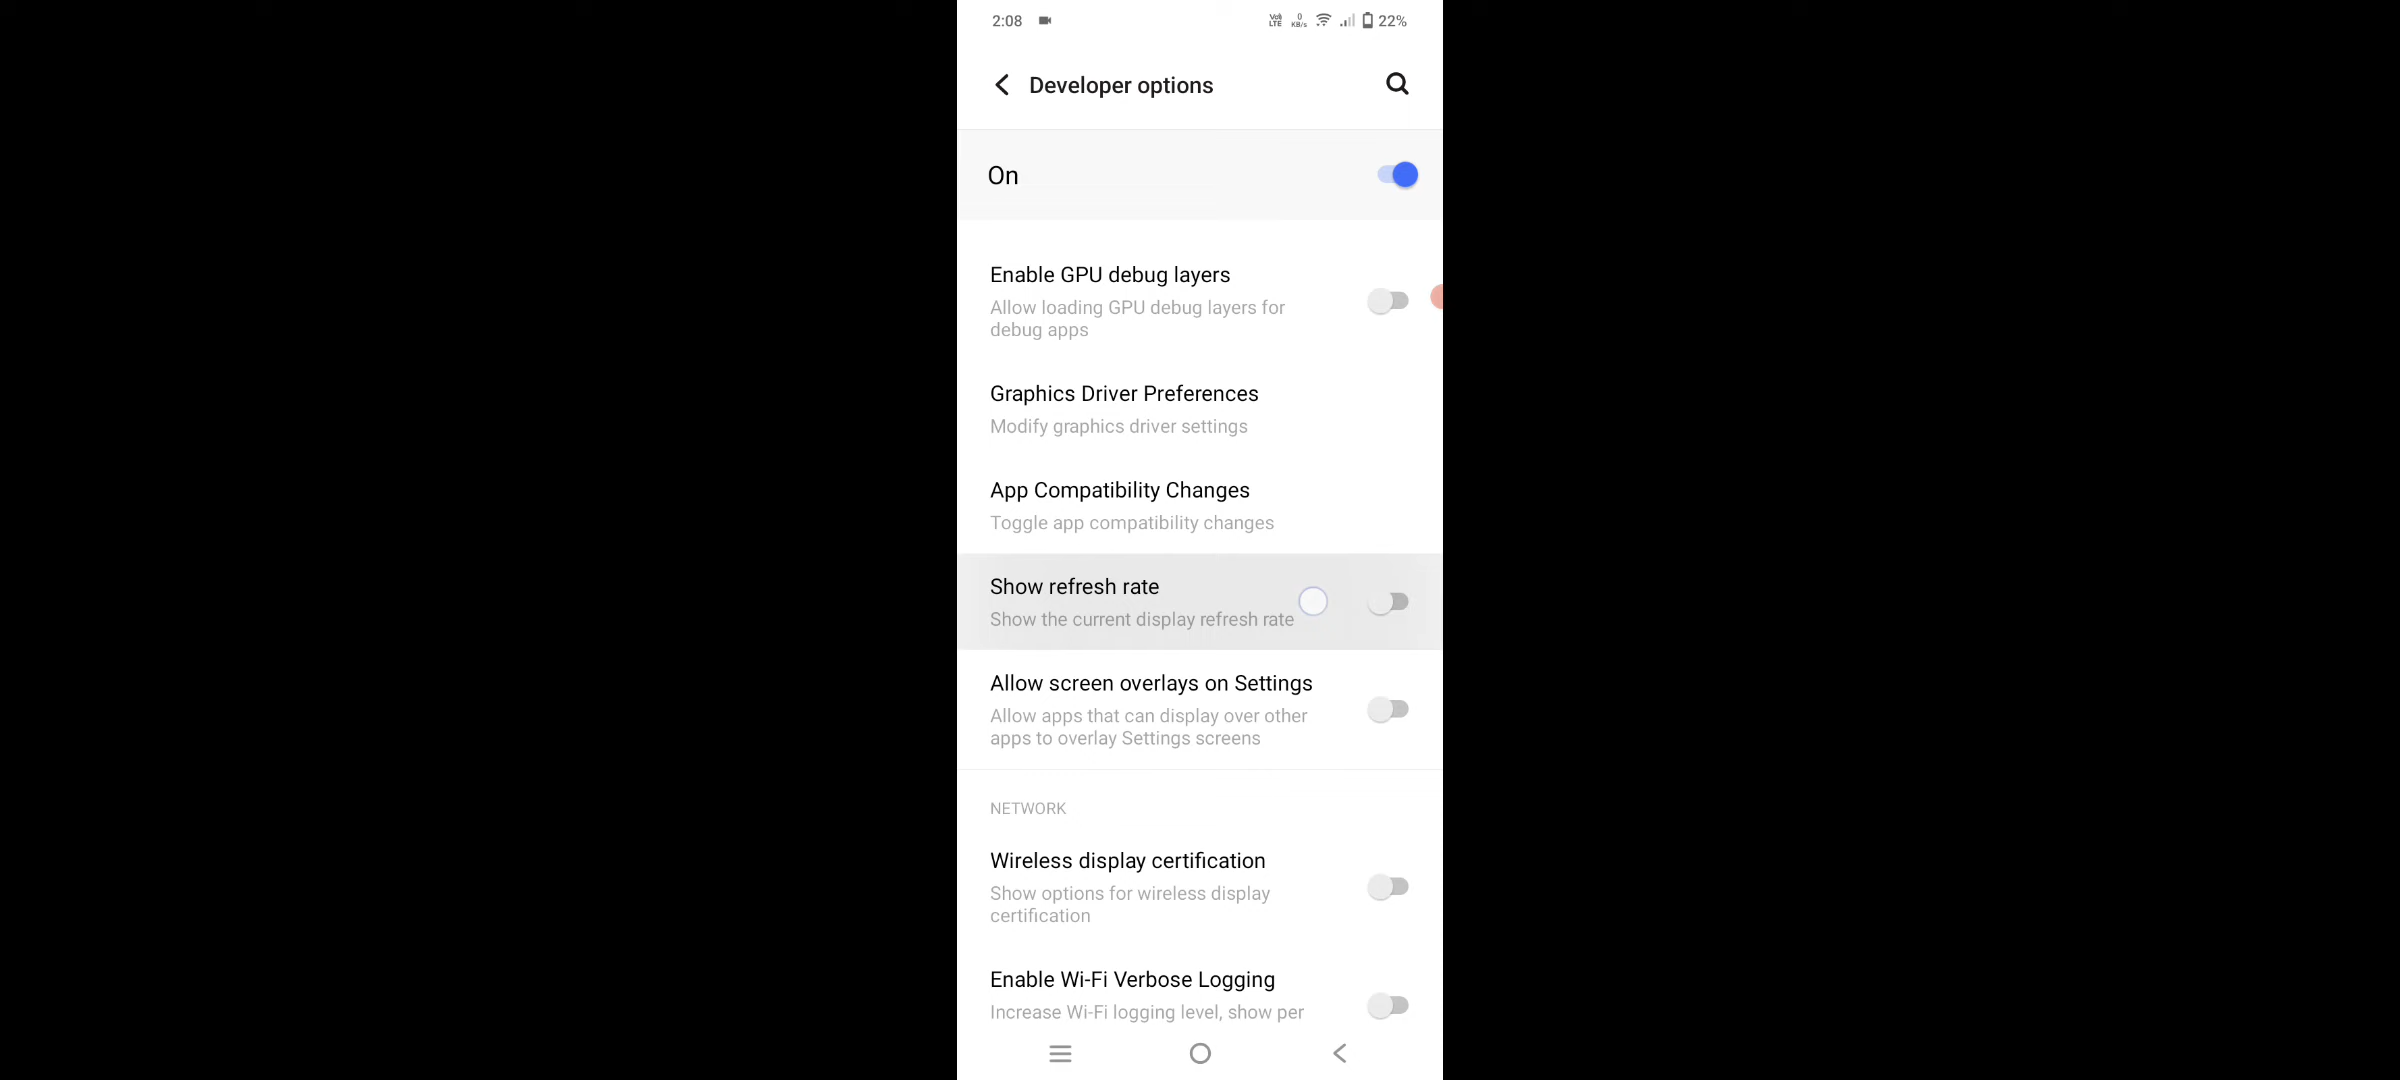 2:08
Vo) LTE 0 KB/s 22%
Developer options
On
Enable GPU debug layers
Allow loading GPU debug layers for
debug apps
Graphics Driver Preferences
Modify graphics driver settings
App Compatibility Changes
Toggle app compatibility changes
Show refresh rate
Show the current display refresh rate
Allow screen overlays on Settings
Allow apps that can display over other
apps to overlay Settings screens
NETWORK
Wireless display certification
Show options for wireless display
certification
Enable Wi-Fi Verbose Logging
Increase Wi-Fi logging level, show per